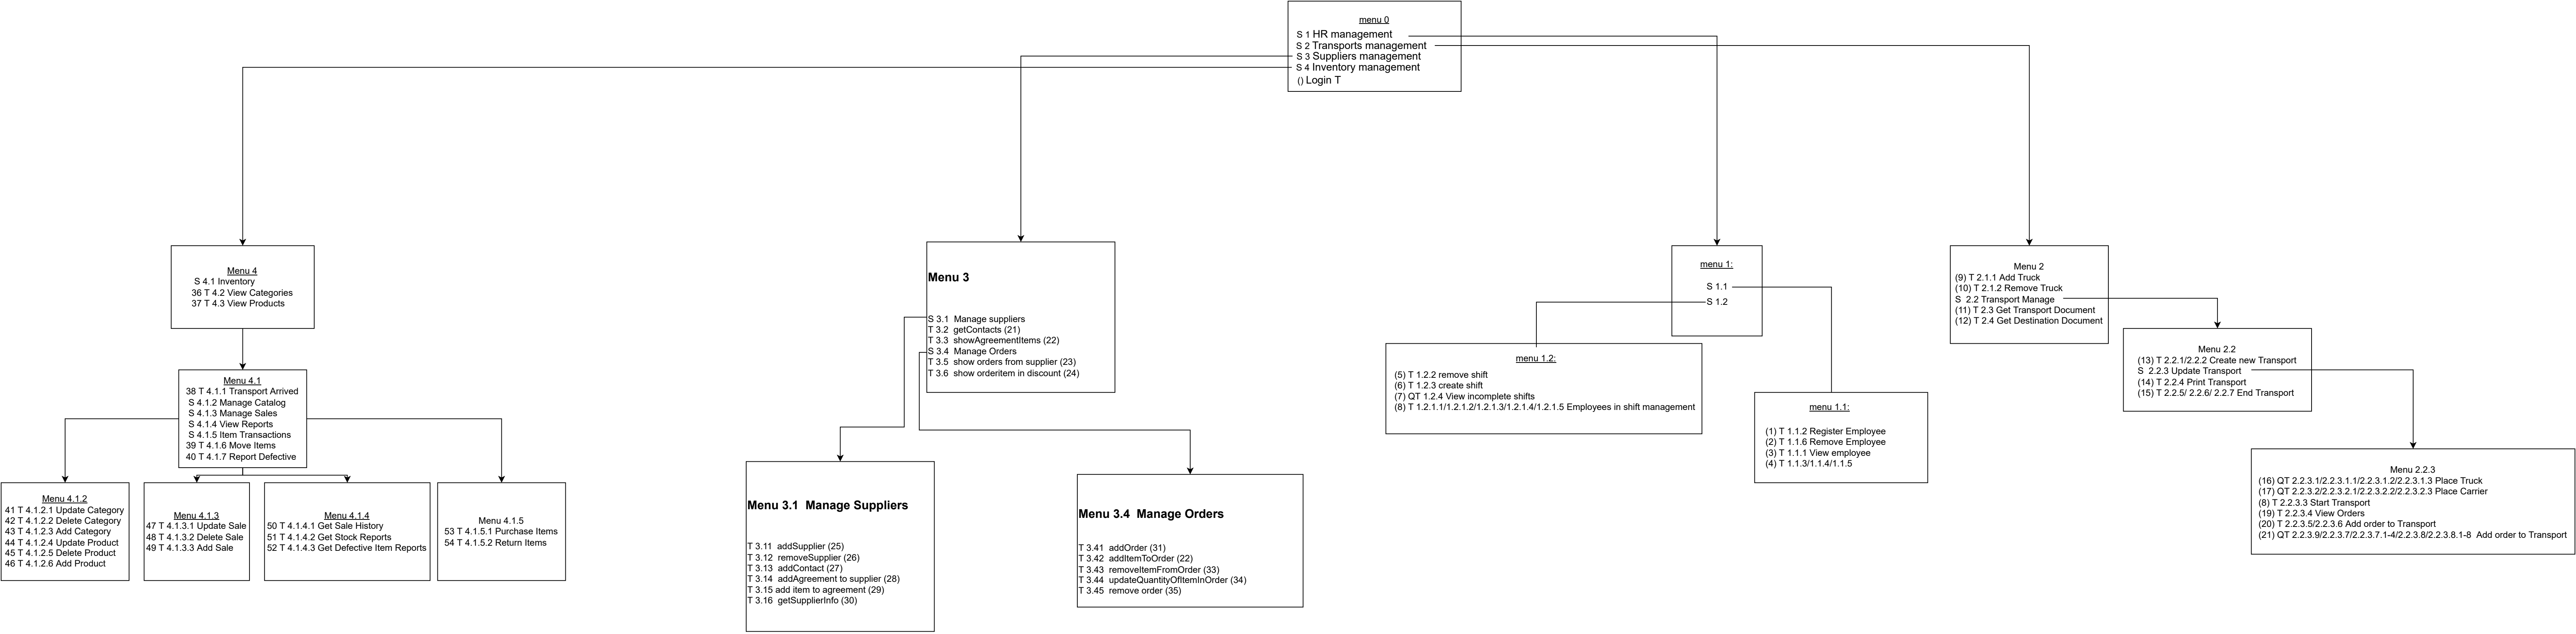 menu 0
S 1 HR management
S 2 Transports management
S 3 Suppliers management
S 4 Inventory management
() Login T
Menu 4
S 4.1 Inventory
36 T 4.2 View Categories
37 T 4.3 View Products
Menu 3
S 3.1 Manage suppliers
T 3.2 getContacts (21)
T 3.3 showAgreementItems (22)
S 3.4 Manage Orders
T 3.5 show orders from supplier (23)
T 3.6 show orderitem in discount (24)
menu 1:
S 1.1
S 1.2
Menu 2
(9) T 2.1.1 Add Truck
(10) T 2.1.2 Remove Truck
S 2.2 Transport Manage
(11) T 2.3 Get Transport Document
(12) T 2.4 Get Destination Document
Menu 2.2
(13) T 2.2.1/2.2.2 Create new Transport
S 2.2.3 Update Transport
(14) T 2.2.4 Print Transport
(15) T 2.2.5/ 2.2.6/ 2.2.7 End Transport
menu 1.2:
(5) T 1.2.2 remove shift
(6) T 1.2.3 create shift
(7) QT 1.2.4 View incomplete shifts
(8) T 1.2.1.1/1.2.1.2/1.2.1.3/1.2.1.4/1.2.1.5 Employees in shift management
menu 1.1:
(1) T 1.1.2 Register Employee
(2) T 1.1.6 Remove Employee
(3) T 1.1.1 View employee
(4) T 1.1.3/1.1.4/1.1.5
Menu 4.1
38 T 4.1.1 Transport Arrived
S 4.1.2 Manage Catalog
S 4.1.3 Manage Sales
S 4.1.4 View Reports
S 4.1.5 Item Transactions
39 T 4.1.6 Move Items
40 T 4.1.7 Report Defective
Menu 4.1.2
41 T 4.1.2.1 Update Category
42 T 4.1.2.2 Delete Category
43 T 4.1.2.3 Add Category
44 T 4.1.2.4 Update Product
45 T 4.1.2.5 Delete Product
46 T 4.1.2.6 Add Product
Menu 4.1.3
47 T 4.1.3.1 Update Sale
48 T 4.1.3.2 Delete Sale
49 T 4.1.3.3 Add Sale
Menu 4.1.4
50 T 4.1.4.1 Get Sale History
51 T 4.1.4.2 Get Stock Reports
52 T 4.1.4.3 Get Defective Item Reports
Menu 4.1.5
53 T 4.1.5.1 Purchase Items
54 T 4.1.5.2 Return Items
Menu 3.1 Manage Suppliers
T 3.11 addSupplier (25)
T 3.12 removeSupplier (26)
T 3.13 addContact (27)
T 3.14 addAgreement to supplier (28)
T 3.15 add item to agreement (29)
T 3.16 getSupplierInfo (30)
Menu 3.4 Manage Orders
T 3.41 addOrder (31)
T 3.42 addItemToOrder (22)
T 3.43 removeItemFromOrder (33)
T 3.44 updateQuantityOfItemInOrder (34)
T 3.45 remove order (35)
Menu 2.2.3
(16) QT 2.2.3.1/2.2.3.1.1/2.2.3.1.2/2.2.3.1.3 Place Truck
(17) QT 2.2.3.2/2.2.3.2.1/2.2.3.2.2/2.2.3.2.3 Place Carrier
(8) T 2.2.3.3 Start Transport
(19) T 2.2.3.4 View Orders
(20) T 2.2.3.5/2.2.3.6 Add order to Transport
(21) QT 2.2.3.9/2.2.3.7/2.2.3.7.1-4/2.2.3.8/2.2.3.8.1-8 Add order to Transport